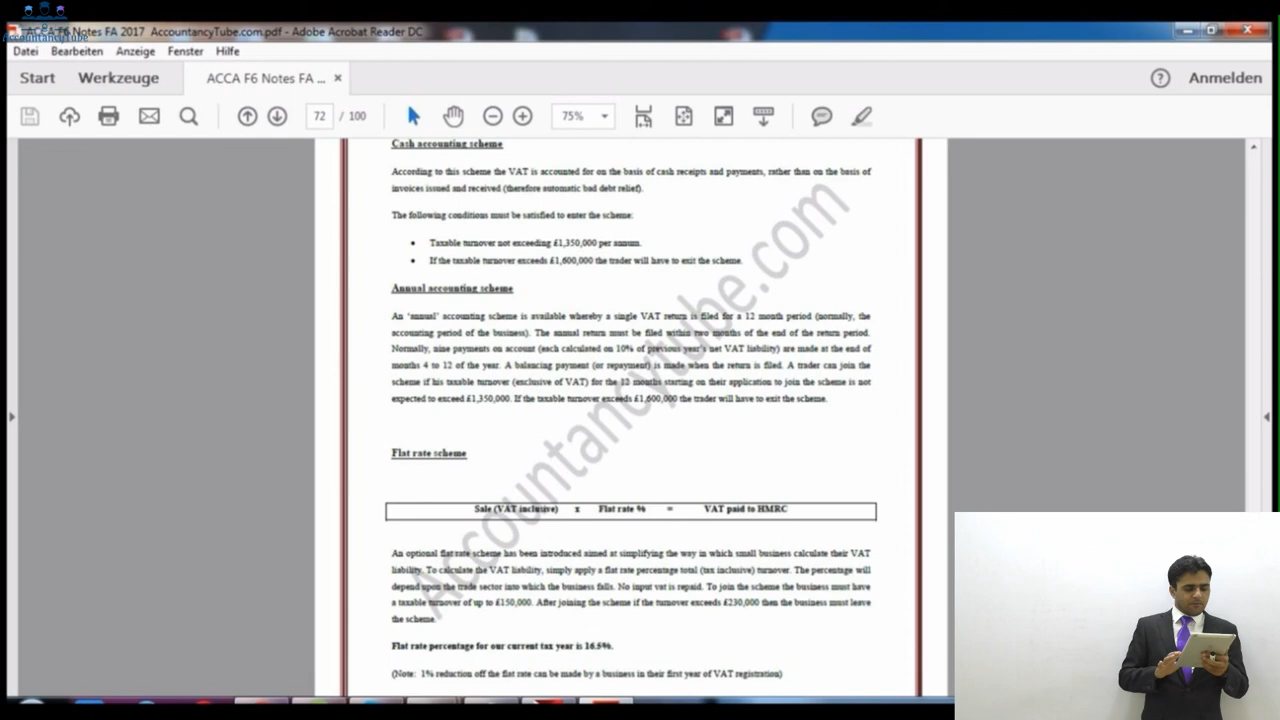 ACCA F6 Notes FA 2017 AccountancyTube.com.pdf - Adobe Acrobat Reader DC
AccountancyTube
Datei Bearbeiten Anzeige Fenster Hilfe
Start Werkzeuge ACCA F6 Notes FA ... × ? Anmelden
72 / 100 75%
Cash accounting scheme
According to this scheme the VAT is accounted for on the basis of cash receipts and payments, rather than on the basis of
invoices issued and received (therefore automatic bad debt relief).
The following conditions must be satisfied to enter the scheme:
• Taxable turnover not exceeding £1,350,000 per annum.
• If the taxable turnover exceeds £1,600,000 the trader will have to exit the scheme.
Annual accounting scheme
An 'annual' accounting scheme is available whereby a single VAT return is filed for a 12 month period (normally, the
accounting period of the business). The annual return must be filed within two months of the end of the return period.
Normally, nine payments on account (each calculated on 10% of previous year's net VAT liability) are made at the end of
months 4 to 12 of the year. A balancing payment (or repayment) is made when the return is filed. A trader can join the
scheme if his taxable turnover (exclusive of VAT) for the 12 months starting on their application to join the scheme is not
expected to exceed £1,350,000. If the taxable turnover exceeds £1,600,000 the trader will have to exit the scheme.
Flat rate scheme
Sale (VAT inclusive) x Flat rate % = VAT paid to HMRC
An optional flat rate scheme has been introduced aimed at simplifying the way in which small business calculate their VAT
liability. To calculate the VAT liability, simply apply a flat rate percentage total (tax inclusive) turnover. The percentage will
depend upon the trade sector into which the business falls. No input vat is repaid. To join the scheme the business must have
a taxable turnover of up to £150,000. After joining the scheme if the turnover exceeds £230,000 then the business must leave
the scheme.
Flat rate percentage for our current tax year is 16.5%.
(Note: 1% reduction off the flat rate can be made by a business in their first year of VAT registration)
Accountancytube.com